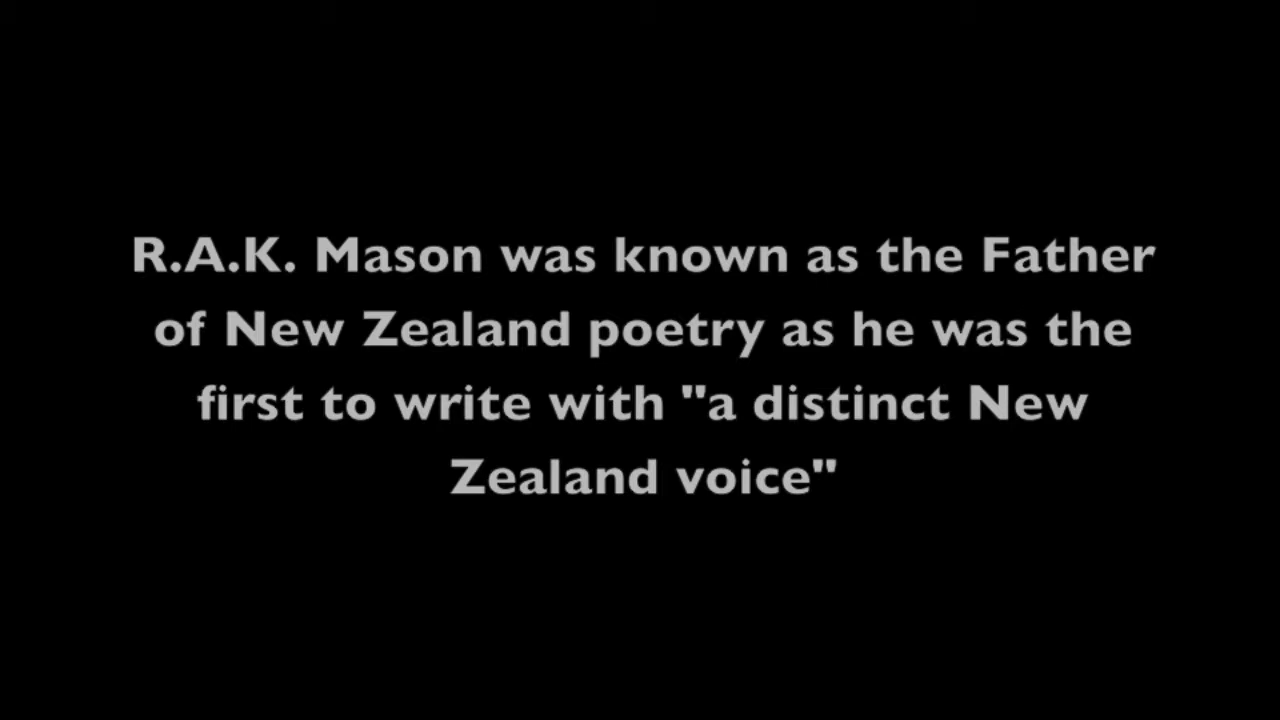 R.A.K. Mason was known as the Father
of New Zealand poetry as he was the
first to write with "a distinct New
Zealand voice"